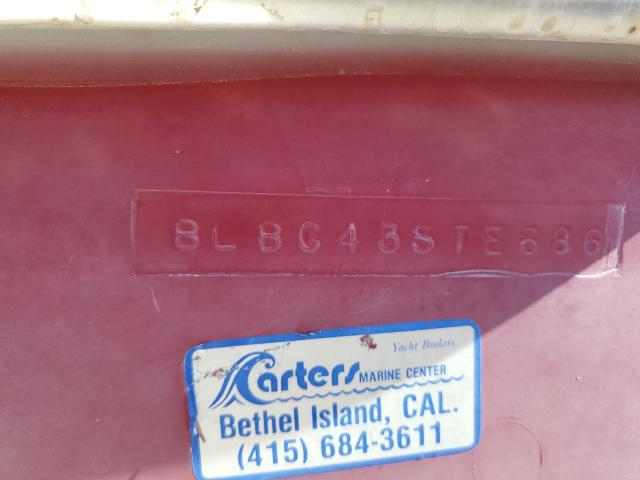 BLBC43STE686
Yacht Brokers
Carters MARINE CENTER
Bethel Island, CAL.
(415) 684-3611